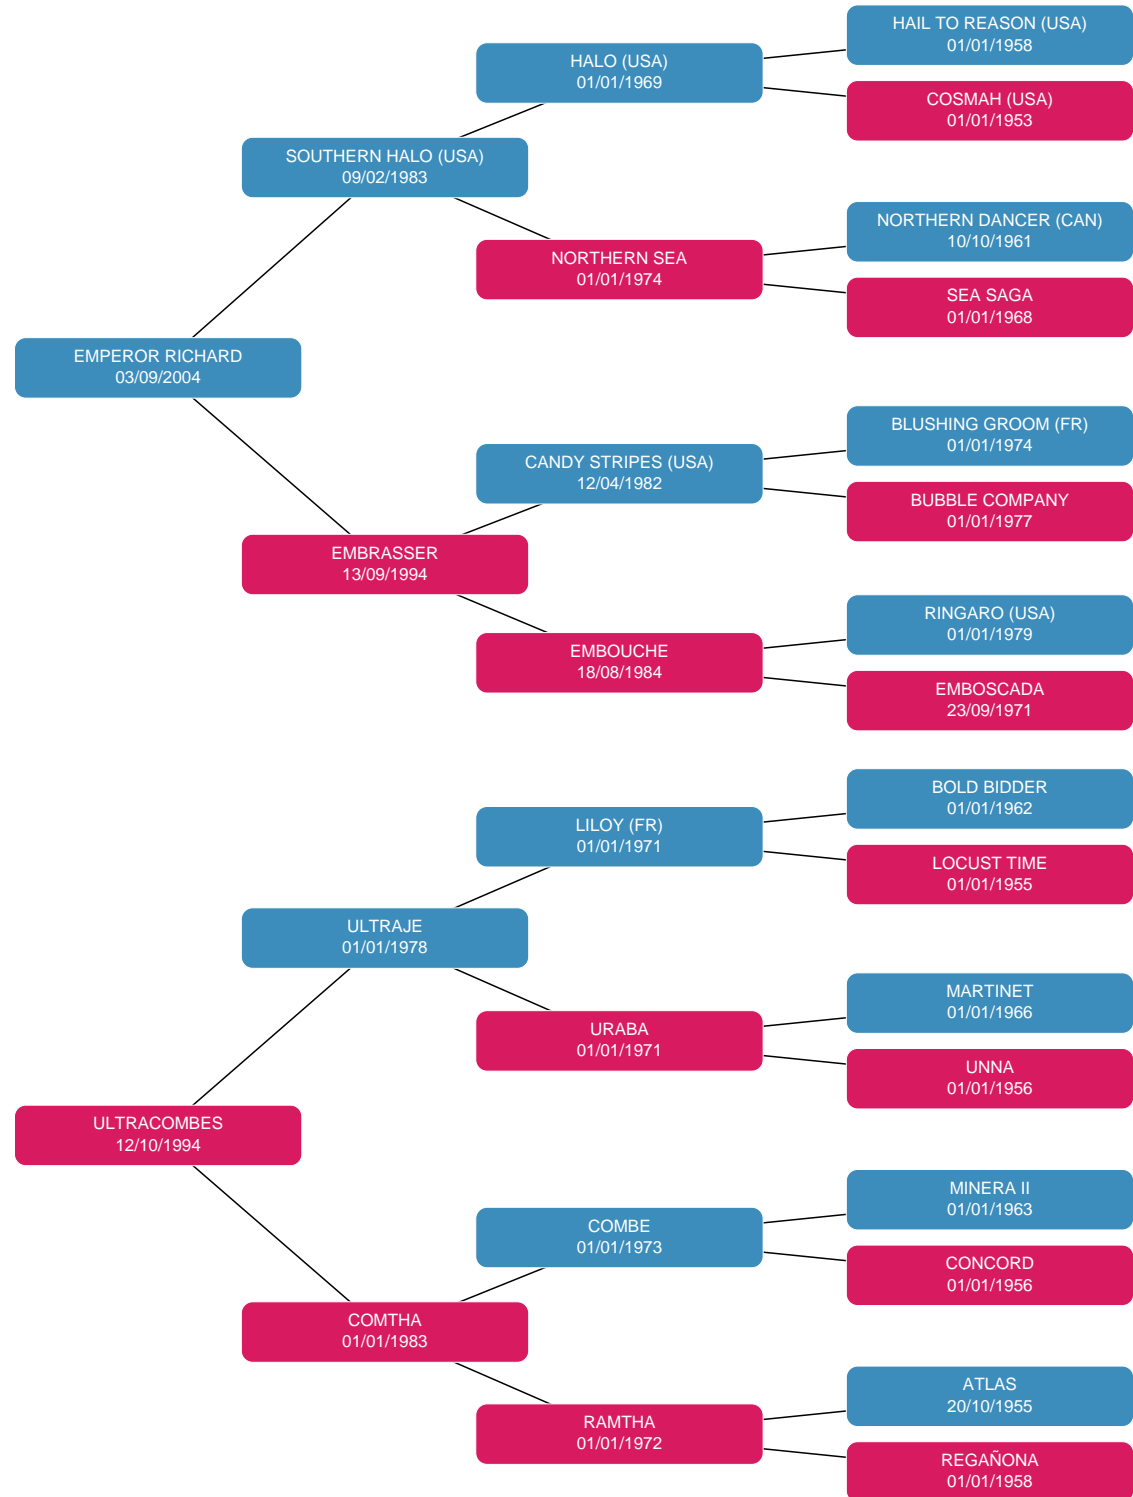 HAIL TO REASON (USA)
01/01/1958
HALO (USA)
01/01/1969
COSMAH (USA)
01/01/1953
SOUTHERN HALO (USA)
09/02/1983
NORTHERN DANCER (CAN)
10/10/1961
NORTHERN SEA
01/01/1974
SEA SAGA
01/01/1968
EMPEROR RICHARD
03/09/2004
BLUSHING GROOM (FR)
01/01/1974
CANDY STRIPES (USA)
12/04/1982
BUBBLE COMPANY
01/01/1977
EMBRASSER
13/09/1994
RINGARO (USA)
01/01/1979
EMBOUCHE
18/08/1984
EMBOSCADA
23/09/1971
BOLD BIDDER
01/01/1962
LILOY (FR)
01/01/1971
LOCUST TIME
01/01/1955
ULTRAJE
01/01/1978
MARTINET
01/01/1966
URABA
01/01/1971
UNNA
01/01/1956
ULTRACOMBES
12/10/1994
MINERA II
01/01/1963
COMBE
01/01/1973
CONCORD
01/01/1956
COMTHA
01/01/1983
ATLAS
20/10/1955
RAMTHA
01/01/1972
REGAÑONA
01/01/1958